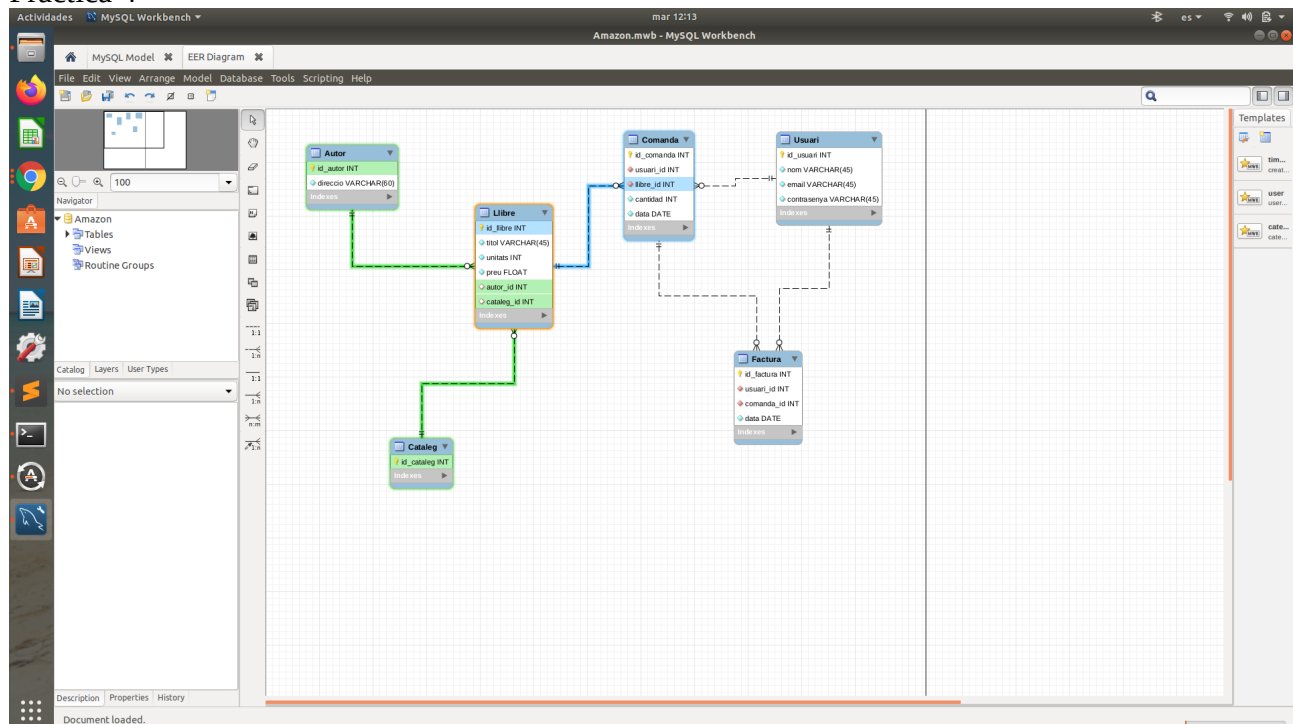 Actividades MySQL Workbench mar 12:13 es
Amazon.mwb - MySQL Workbench
MySQL Model EER Diagram
File Edit View Arrange Model Database Tools Scripting Help
100
Navigator
Amazon
Tables
Views
Routine Groups
Catalog Layers User Types
No selection
Description Properties History
Document loaded.
1:1
1:n
1:1
1:n
n:m
1:n
Autor
id_autor INT
direccio VARCHAR(60)
Indexes
Llibre
id_llibre INT
titol VARCHAR(45)
unitats INT
preu FLOAT
autor_id INT
cataleg_id INT
Indexes
Cataleg
id_cataleg INT
Indexes
Comanda
id_comanda INT
usuari_id INT
llibre_id INT
cantidad INT
data DATE
Indexes
Usuari
id_usuari INT
nom VARCHAR(45)
email VARCHAR(45)
contrasenya VARCHAR(45)
Indexes
Factura
id_factura INT
usuari_id INT
comanda_id INT
data DATE
Indexes
Templates
tim...
creat...
user
user...
cate...
cate...